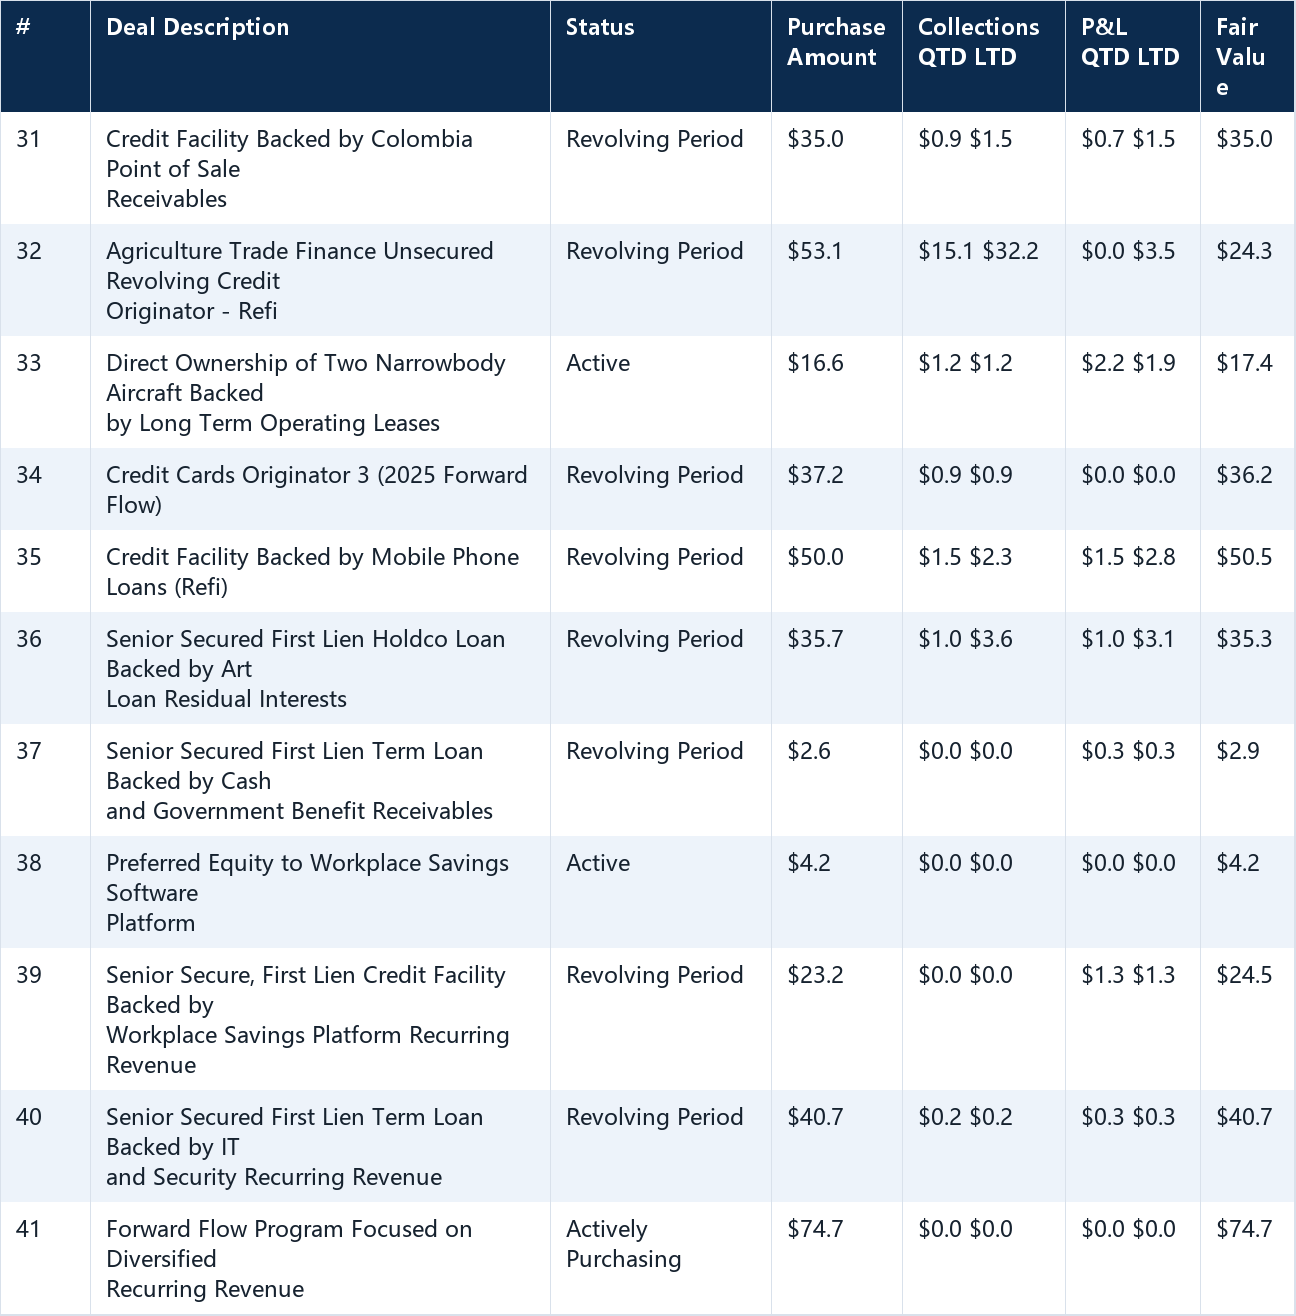 # Deal Description Status Purchase Amount Collections QTD LTD P&L QTD LTD Fair Value
31 Credit Facility Backed by Colombia Revolving Period $35.0 $0.9 $1.5 $0.7 $1.5 $35.0
Point of Sale
Receivables
32 Agriculture Trade Finance Unsecured Revolving Period $53.1 $15.1 $32.2 $0.0 $3.5 $24.3
Revolving Credit
Originator - Refi
33 Direct Ownership of Two Narrowbody Active $16.6 $1.2 $1.2 $2.2 $1.9 $17.4
Aircraft Backed
by Long Term Operating Leases
34 Credit Cards Originator 3 (2025 Forward Revolving Period $37.2 $0.9 $0.9 $0.0 $0.0 $36.2
Flow)
35 Credit Facility Backed by Mobile Phone Revolving Period $50.0 $1.5 $2.3 $1.5 $2.8 $50.5
Loans (Refi)
36 Senior Secured First Lien Holdco Loan Revolving Period $35.7 $1.0 $3.6 $1.0 $3.1 $35.3
Backed by Art
Loan Residual Interests
37 Senior Secured First Lien Term Loan Revolving Period $2.6 $0.0 $0.0 $0.3 $0.3 $2.9
Backed by Cash
and Government Benefit Receivables
38 Preferred Equity to Workplace Savings Active $4.2 $0.0 $0.0 $0.0 $0.0 $4.2
Software
Platform
39 Senior Secure, First Lien Credit Facility Revolving Period $23.2 $0.0 $0.0 $1.3 $1.3 $24.5
Backed by
Workplace Savings Platform Recurring
Revenue
40 Senior Secured First Lien Term Loan Revolving Period $40.7 $0.2 $0.2 $0.3 $0.3 $40.7
Backed by IT
and Security Recurring Revenue
41 Forward Flow Program Focused on Actively $74.7 $0.0 $0.0 $0.0 $0.0 $74.7
Diversified Purchasing
Recurring Revenue